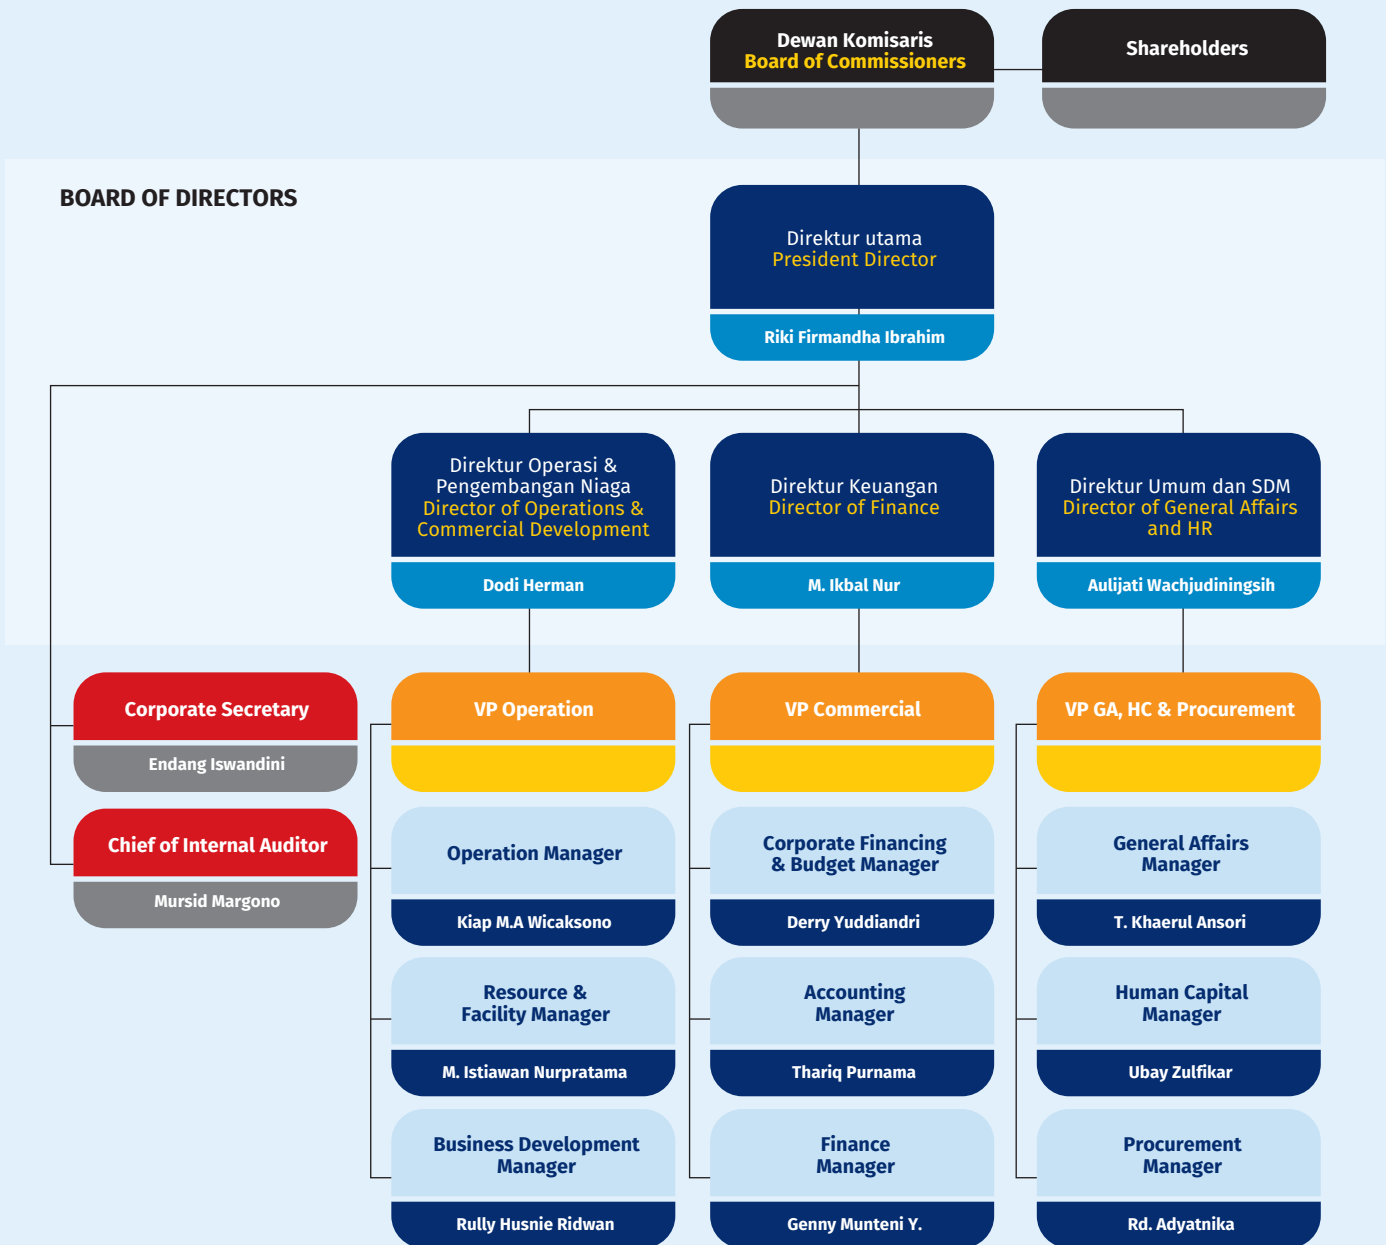 Dewan Komisaris
Board of Commissioners
Shareholders
BOARD OF DIRECTORS
Direktur utama
President Director
Riki Firmandha Ibrahim
Direktur Operasi &
Pengembangan Niaga
Director of Operations &
Commercial Development
Dodi Herman
Direktur Keuangan
Director of Finance
M. Ikbal Nur
Direktur Umum dan SDM
Director of General Affairs
and HR
Aulijati Wachjudiningsih
Corporate Secretary
Endang Iswandini
Chief of Internal Auditor
Mursid Margono
VP Operation
Operation Manager
Kiap M.A Wicaksono
Resource &
Facility Manager
M. Istiawan Nurpratama
Business Development
Manager
Rully Husnie Ridwan
VP Commercial
Corporate Financing
& Budget Manager
Derry Yuddiandri
Accounting
Manager
Thariq Purnama
Finance
Manager
Genny Munteni Y.
VP GA, HC & Procurement
General Affairs
Manager
T. Khaerul Ansori
Human Capital
Manager
Ubay Zulfikar
Procurement
Manager
Rd. Adyatnika